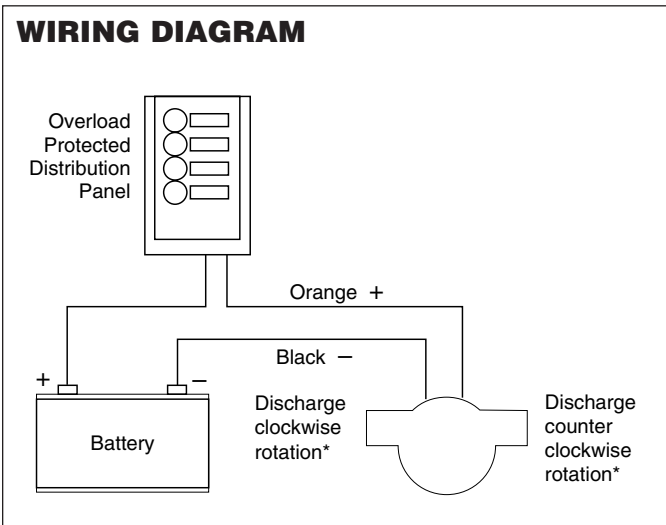 WIRING DIAGRAM
Overload
Protected
Distribution
Panel
Orange +
Black –
+
–
Battery
Discharge
clockwise
rotation*
Discharge
counter
clockwise
rotation*